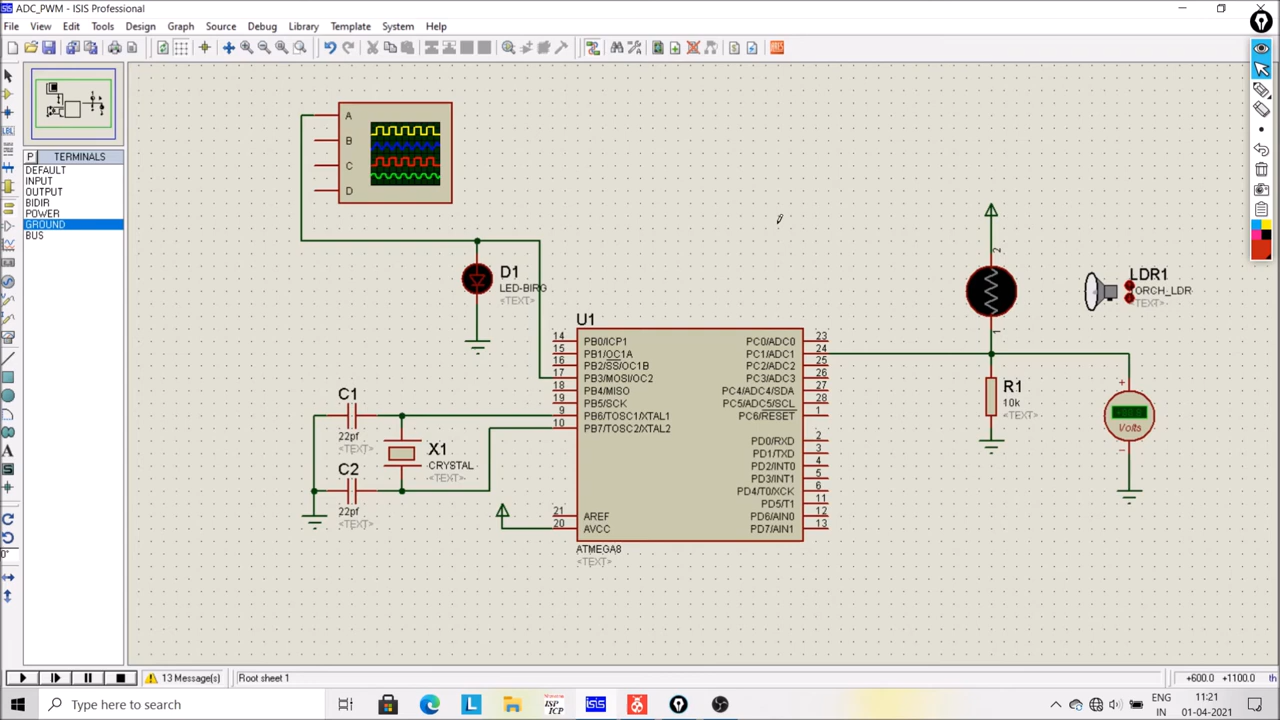 ADC_PWM - ISIS Professional
File View Edit Tools Design Graph Source Debug Library Template System Help
P TERMINALS
DEFAULT
INPUT
OUTPUT
BIDIR
POWER
GROUND
BUS
A
B
C
D
D1
LED-BIRG
<TEXT>
U1
14 PB0/ICP1
15 PB1/OC1A
16 PB2/SS/OC1B
17 PB3/MOSI/OC2
18 PB4/MISO
19 PB5/SCK
9 PB6/TOSC1/XTAL1
10 PB7/TOSC2/XTAL2
21 AREF
20 AVCC
PC0/ADC0 23
PC1/ADC1 24
PC2/ADC2 25
PC3/ADC3 26
PC4/ADC4/SDA 27
PC5/ADC5/SCL 28
PC6/RESET 1
PD0/RXD 2
PD1/TXD 3
PD2/INT0 4
PD3/INT1 5
PD4/T0/XCK 6
PD5/T1 11
PD6/AIN0 12
PD7/AIN1 13
ATMEGA8
<TEXT>
C1
22pf
<TEXT>
C2
22pf
<TEXT>
X1
CRYSTAL
<TEXT>
2
1
LDR1
TORCH_LDR
<TEXT>
R1
10k
<TEXT>
Volts
13 Message(s)
Root sheet 1
+600.0 +1100.0 th
Type here to search
ISP
ICP
isis
ENG
IN
11:21
01-04-2021